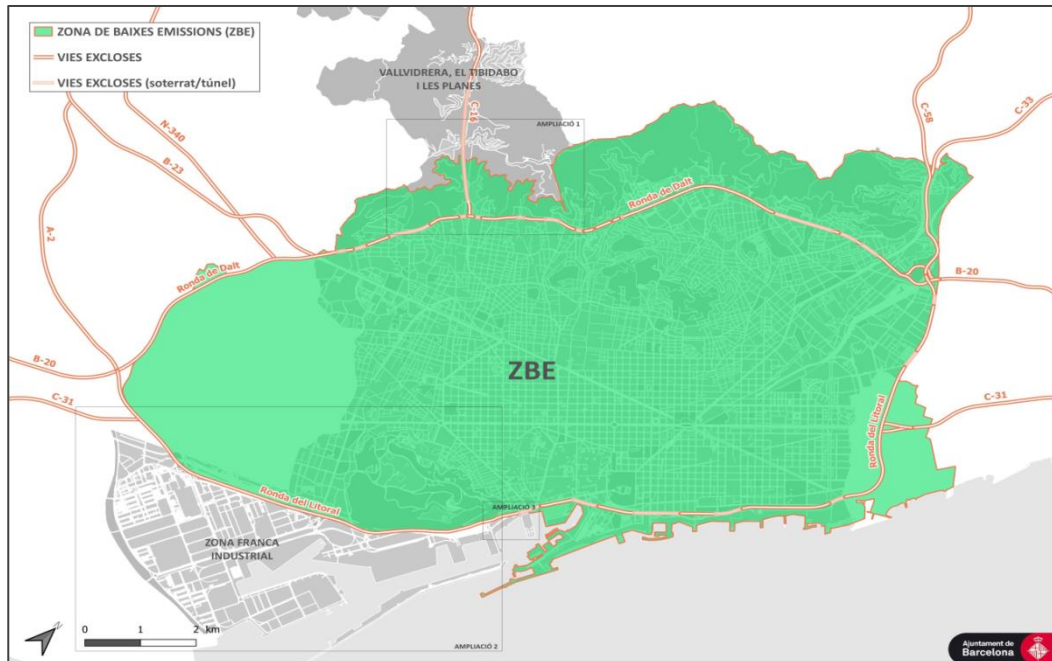 ZONA DE BAIXES EMISSIONS (ZBE)
VIES EXCLOSES
VIES EXCLOSES (soterrat/túnel)
VALLVIDRERA, EL TIBIDABO
I LES PLANES
C-16
AMPLIACIÓ 1
C-58
C-33
N-340
B-23
A-2
Ronda de Dalt
Ronda de Dalt
B-20
B-20
ZBE
C-31
C-31
Ronda del Litoral
Ronda del Litoral
AMPLIACIÓ 3
ZONA FRANCA
INDUSTRIAL
0 1 2 km
AMPLIACIÓ 2
Ajuntament de
Barcelona